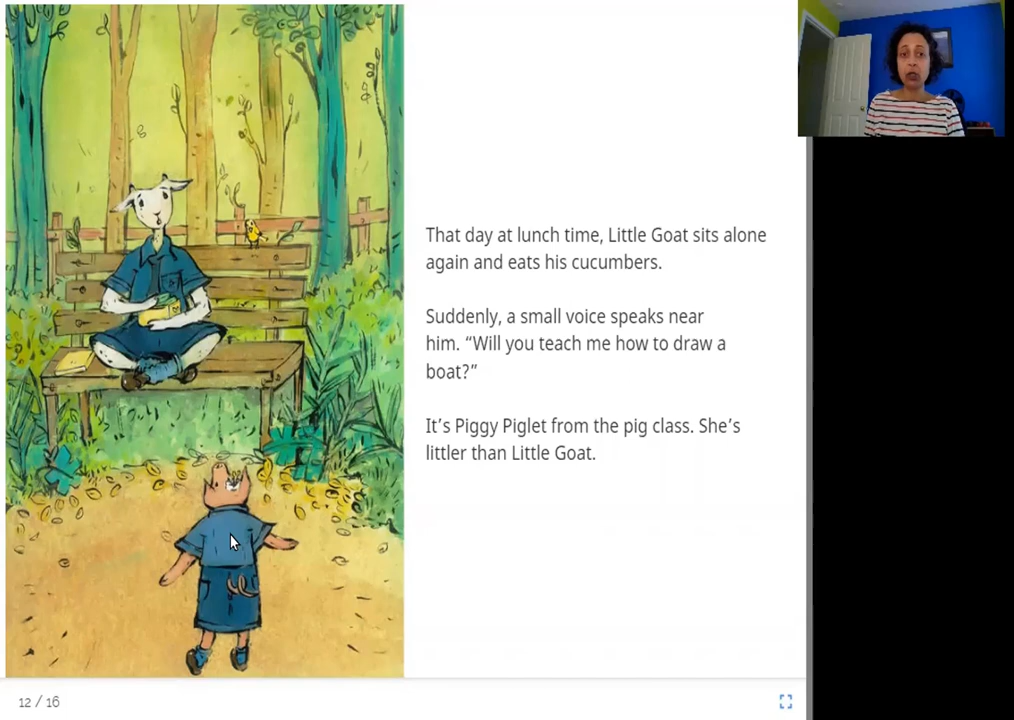 That day at lunch time, Little Goat sits alone
again and eats his cucumbers.
Suddenly, a small voice speaks near
him. “Will you teach me how to draw a
boat?”
It’s Piggy Piglet from the pig class. She’s
littler than Little Goat.
12 / 16